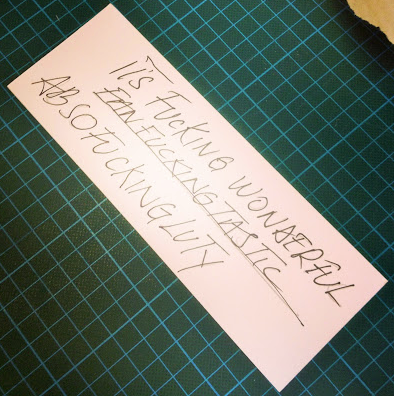 IT'S FUCKING WONDERFUL
FANFUCKINGTASTIC
ABSOFUCKINGLUTY